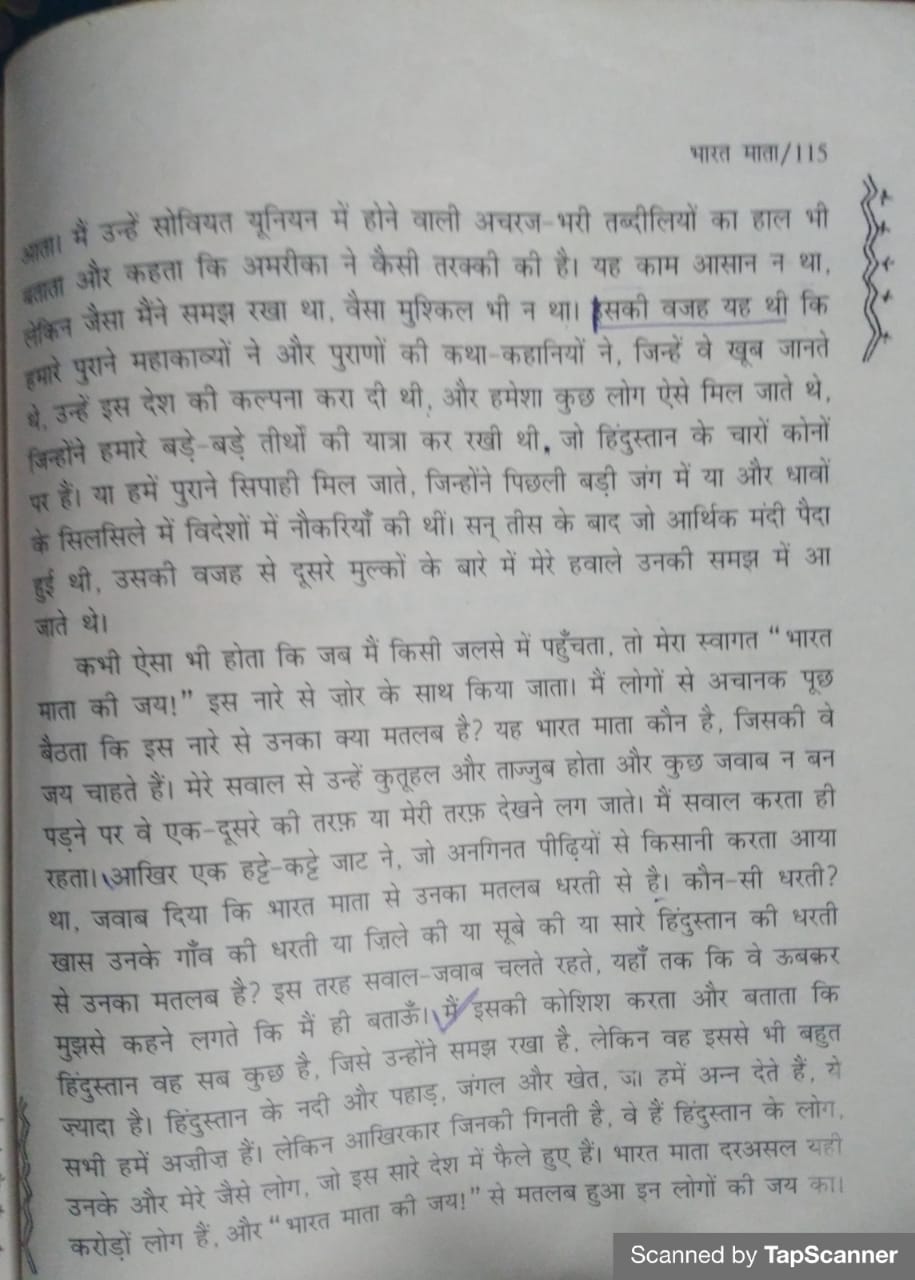 भारत माता/115
आता। मैं उन्हें सोवियत यूनियन में होने वाली अचरज-भरी तब्दीलियों का हाल भी
बताता और कहता कि अमरीका ने कैसी तरक्की की है। यह काम आसान न था,
लेकिन जैसा मैंने समझ रखा था, वैसा मुश्किल भी न था। इसकी वजह यह थी कि
हमारे पुराने महाकाव्यों ने और पुराणों की कथा-कहानियों ने, जिन्हें वे खूब जानते
थे, उन्हें इस देश की कल्पना करा दी थी, और हमेशा कुछ लोग ऐसे मिल जाते थे,
जिन्होंने हमारे बड़े-बड़े तीर्थों की यात्रा कर रखी थी, जो हिंदुस्तान के चारों कोनों
पर हैं। या हमें पुराने सिपाही मिल जाते, जिन्होंने पिछली बड़ी जंग में या और धावों
के सिलसिले में विदेशों में नौकरियाँ की थीं। सन् तीस के बाद जो आर्थिक मंदी पैदा
हुई थी, उसकी वजह से दूसरे मुल्कों के बारे में मेरे हवाले उनकी समझ में आ
जाते थे।
कभी ऐसा भी होता कि जब मैं किसी जलसे में पहुँचता, तो मेरा स्वागत "भारत
माता की जय!" इस नारे से ज़ोर के साथ किया जाता। मैं लोगों से अचानक पूछ
बैठता कि इस नारे से उनका क्या मतलब है? यह भारत माता कौन है, जिसकी वे
जय चाहते हैं। मेरे सवाल से उन्हें कुतूहल और ताज्जुब होता और कुछ जवाब न बन
पड़ने पर वे एक-दूसरे की तरफ़ या मेरी तरफ़ देखने लग जाते। मैं सवाल करता ही
रहता। आखिर एक हट्टे-कट्टे जाट ने, जो अनगिनत पीढ़ियों से किसानी करता आया
था, जवाब दिया कि भारत माता से उनका मतलब धरती से है। कौन-सी धरती?
खास उनके गाँव की धरती या ज़िले की या सूबे की या सारे हिंदुस्तान की धरती
से उनका मतलब है? इस तरह सवाल-जवाब चलते रहते, यहाँ तक कि वे ऊबकर
मुझसे कहने लगते कि मैं ही बताऊँ। मैं इसकी कोशिश करता और बताता कि
हिंदुस्तान वह सब कुछ है, जिसे उन्होंने समझ रखा है, लेकिन वह इससे भी बहुत
ज़्यादा है। हिंदुस्तान के नदी और पहाड़, जंगल और खेत, जो हमें अन्न देते हैं, ये
सभी हमें अज़ीज़ हैं। लेकिन आखिरकार जिनकी गिनती है, वे हैं हिंदुस्तान के लोग,
उनके और मेरे जैसे लोग, जो इस सारे देश में फैले हुए हैं। भारत माता दरअसल यही
करोड़ों लोग हैं, और "भारत माता की जय!" से मतलब हुआ इन लोगों की जय का।
Scanned by TapScanner